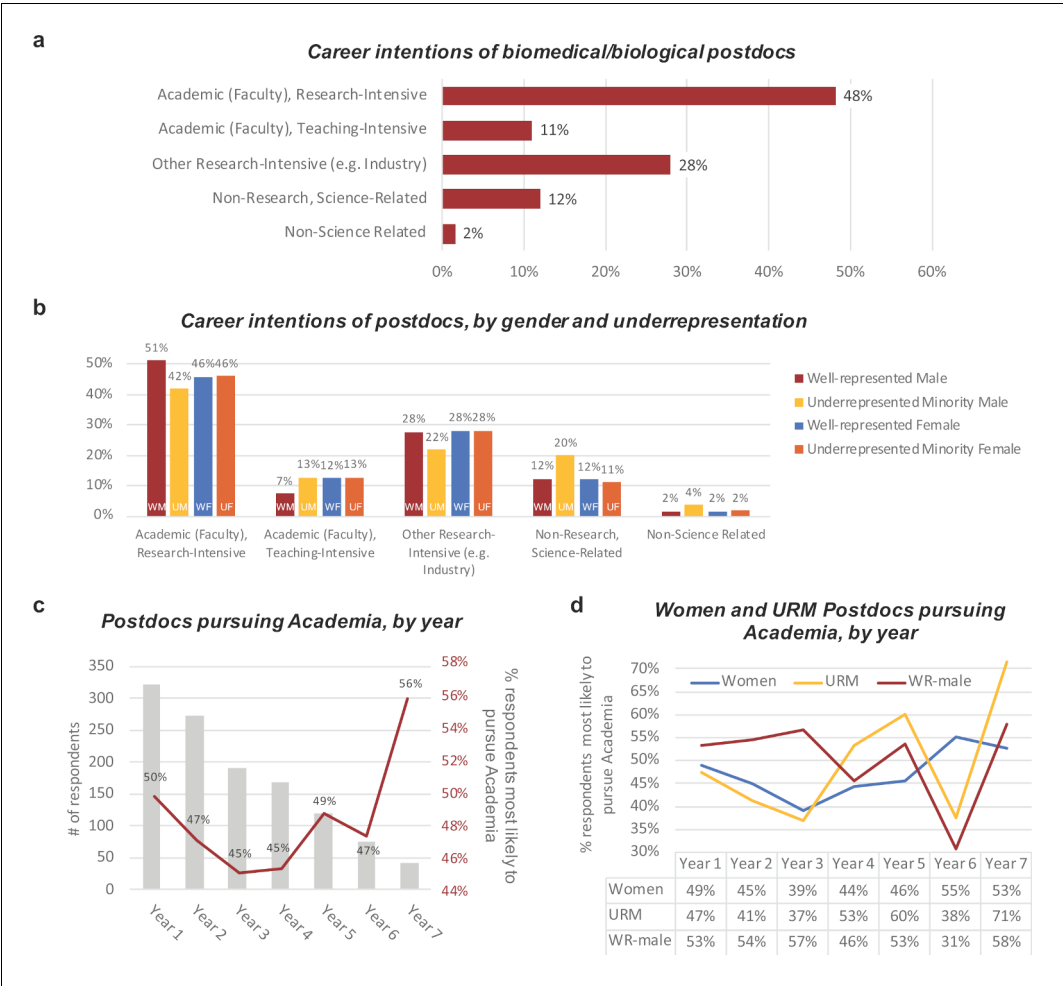 a
Career intentions of biomedical/biological postdocs
Academic (Faculty), Research-Intensive
48%
Academic (Faculty), Teaching-Intensive
11%
Other Research-Intensive (e.g. Industry)
28%
Non-Research, Science-Related
12%
Non-Science Related
2%
0% 10% 20% 30% 40% 50% 60%
b
Career intentions of postdocs, by gender and underrepresentation
50%
40%
30%
20%
10%
0%
51% 42% 46% 46%
WM UM WF UF
7% 13% 12% 13%
WM UM WF UF
28% 22% 28% 28%
WM UM WF UF
12% 20% 12% 11%
WM UM WF UF
2% 4% 2% 2%
Academic (Faculty),
Research-Intensive
Academic (Faculty),
Teaching-Intensive
Other Research-
Intensive (e.g.
Industry)
Non-Research,
Science-Related
Non-Science Related
Well-represented Male
Underrepresented Minority Male
Well-represented Female
Underrepresented Minority Female
c
Postdocs pursuing Academia, by year
# of respondents
350
300
250
200
150
100
50
0
50% 47% 45% 45% 49% 47% 56%
58%
56%
54%
52%
50%
48%
46%
44%
% respondents most likely to
pursue Academia
Year 1 Year 2 Year 3 Year 4 Year 5 Year 6 Year 7
d
Women and URM Postdocs pursuing
Academia, by year
% respondents most likely to
pursue Academia
70%
65%
60%
55%
50%
45%
40%
35%
30%
Women URM WR-male
Year 1 Year 2 Year 3 Year 4 Year 5 Year 6 Year 7
Women 49% 45% 39% 44% 46% 55% 53%
URM 47% 41% 37% 53% 60% 38% 71%
WR-male 53% 54% 57% 46% 53% 31% 58%